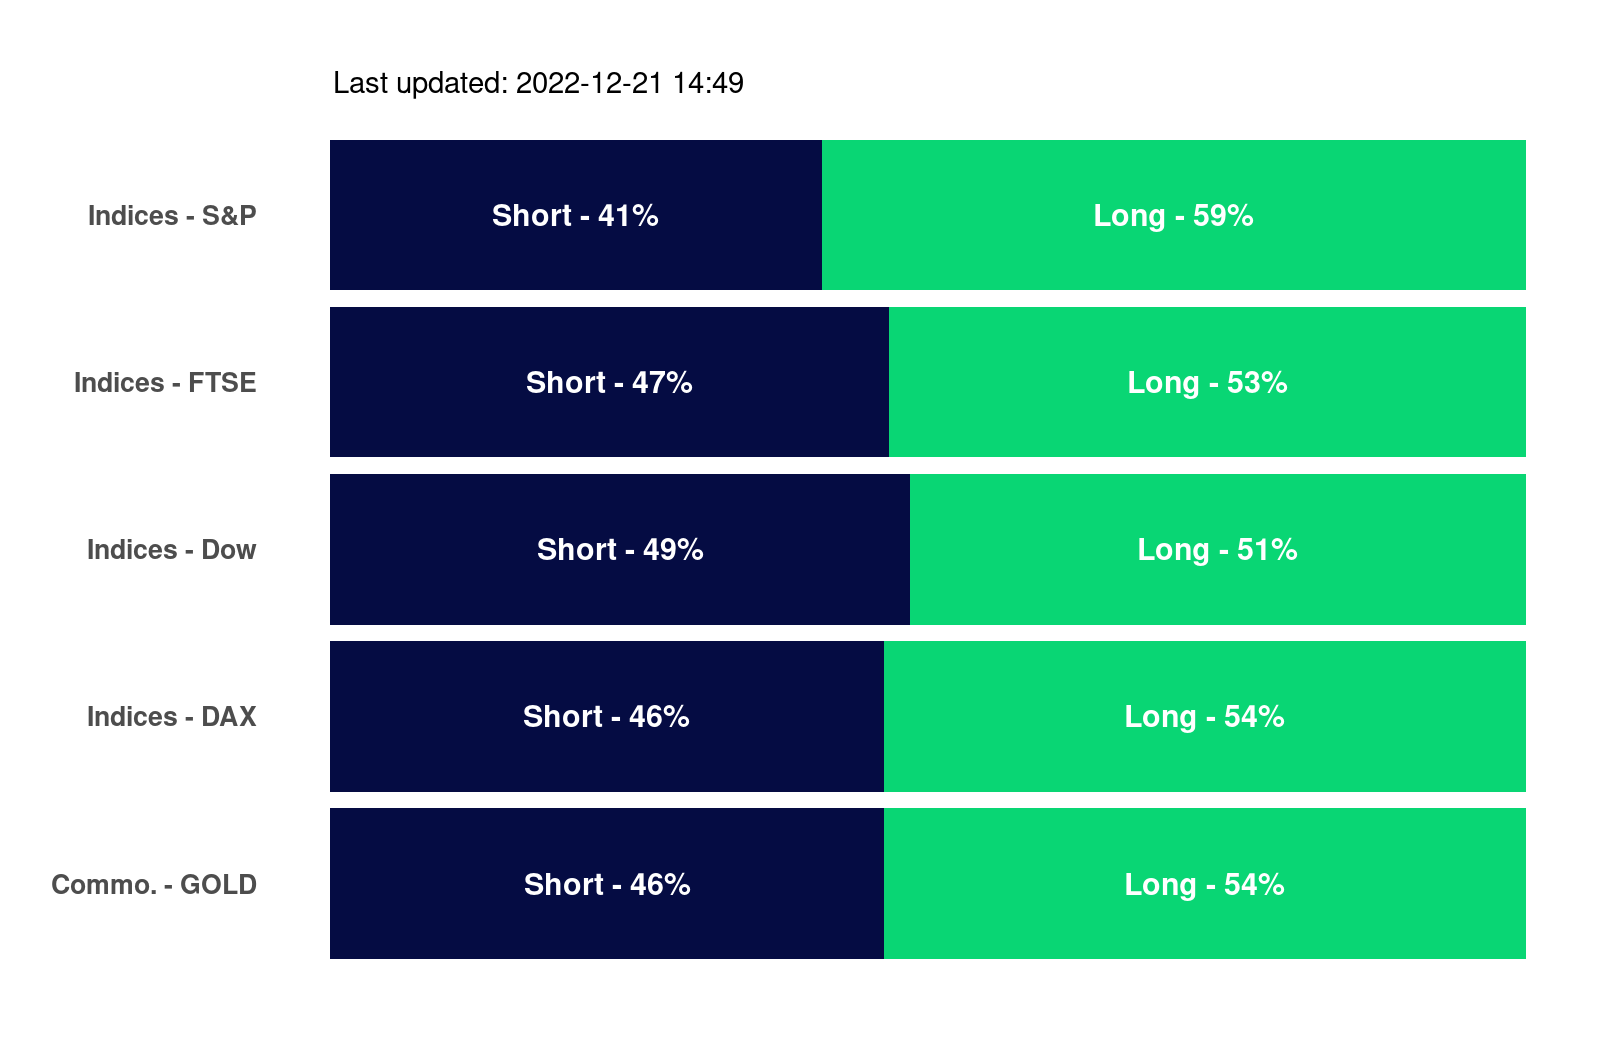 Last updated: 2022-12-21 14:49
Indices - S&P Short - 41% Long - 59%
Indices - FTSE Short - 47% Long - 53%
Indices - Dow Short - 49% Long - 51%
Indices - DAX Short - 46% Long - 54%
Commo. - GOLD Short - 46% Long - 54%